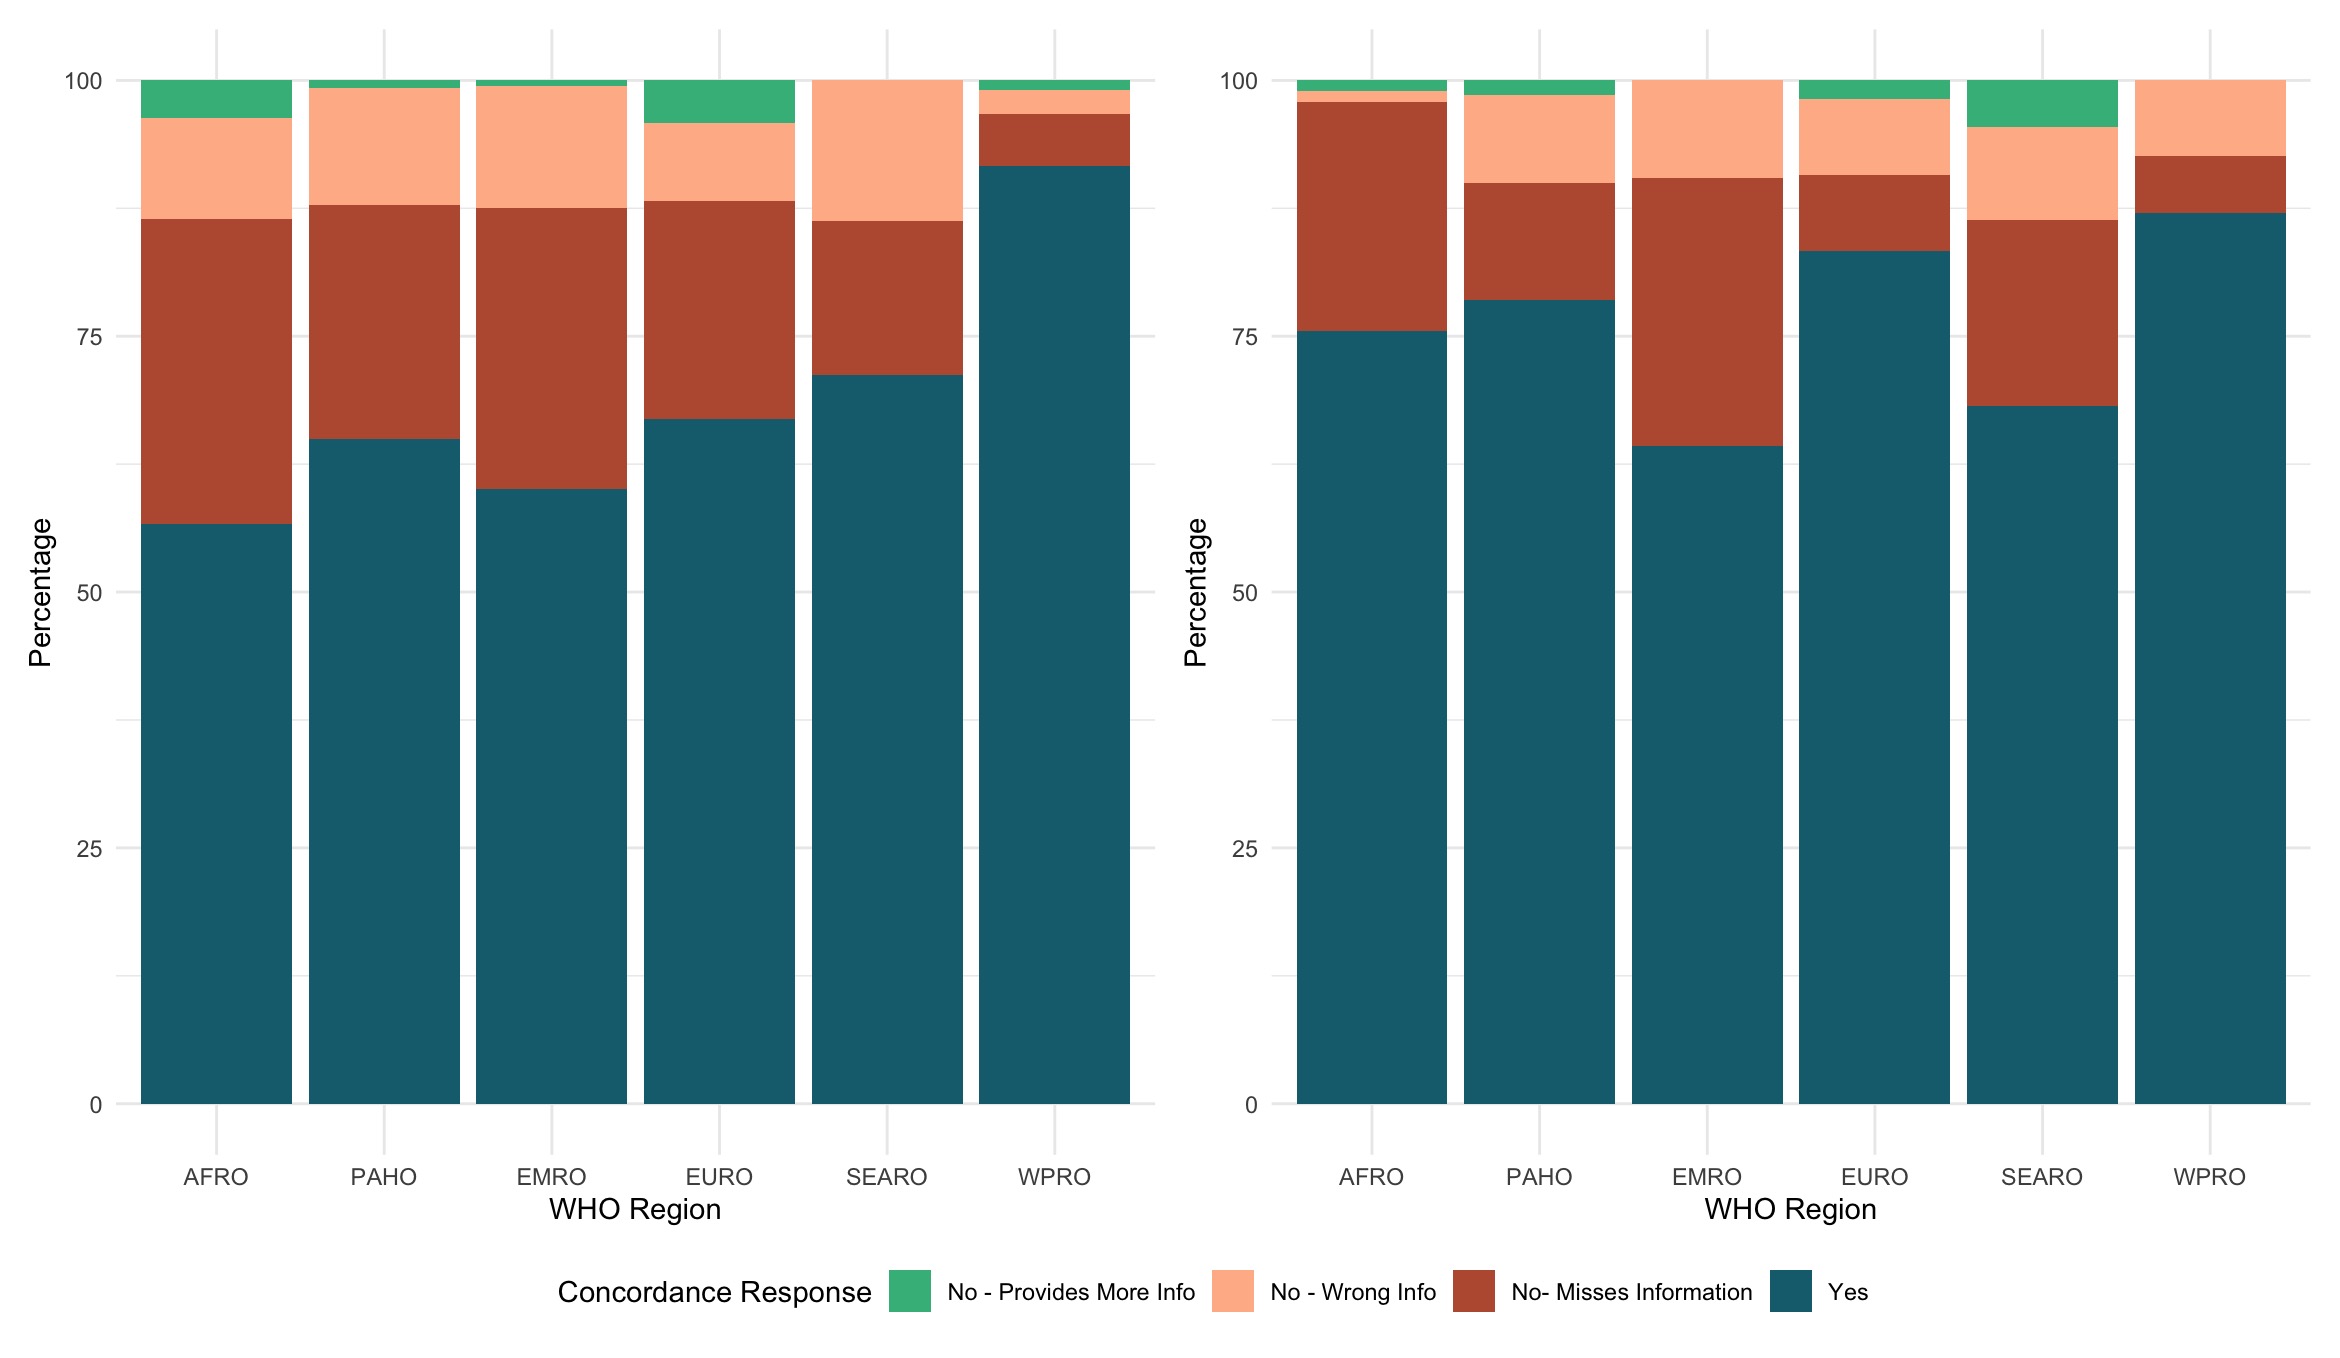 Percentage
100
75
50
25
0
AFRO PAHO EMRO EURO SEARO WPRO
WHO Region
Percentage
100
75
50
25
0
AFRO PAHO EMRO EURO SEARO WPRO
WHO Region
Concordance Response No - Provides More Info No - Wrong Info No- Misses Information Yes